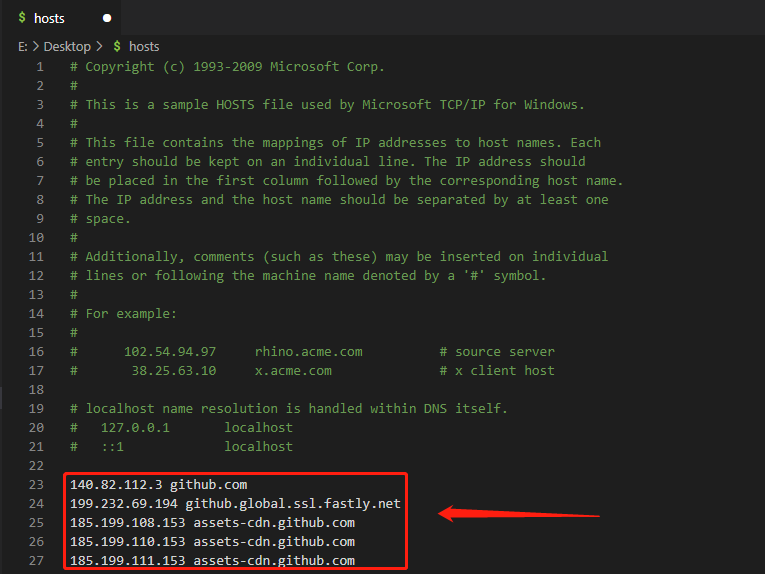 $ hosts
E: > Desktop > $ hosts
1 # Copyright (c) 1993-2009 Microsoft Corp.
2 #
3 # This is a sample HOSTS file used by Microsoft TCP/IP for Windows.
4 #
5 # This file contains the mappings of IP addresses to host names. Each
6 # entry should be kept on an individual line. The IP address should
7 # be placed in the first column followed by the corresponding host name.
8 # The IP address and the host name should be separated by at least one
9 # space.
10 #
11 # Additionally, comments (such as these) may be inserted on individual
12 # lines or following the machine name denoted by a '#' symbol.
13 #
14 # For example:
15 #
16 #      102.54.94.97     rhino.acme.com          # source server
17 #       38.25.63.10     x.acme.com              # x client host
18
19 # localhost name resolution is handled within DNS itself.
20 #   127.0.0.1       localhost
21 #   ::1             localhost
22
23 140.82.112.3 github.com
24 199.232.69.194 github.global.ssl.fastly.net
25 185.199.108.153 assets-cdn.github.com
26 185.199.110.153 assets-cdn.github.com
27 185.199.111.153 assets-cdn.github.com